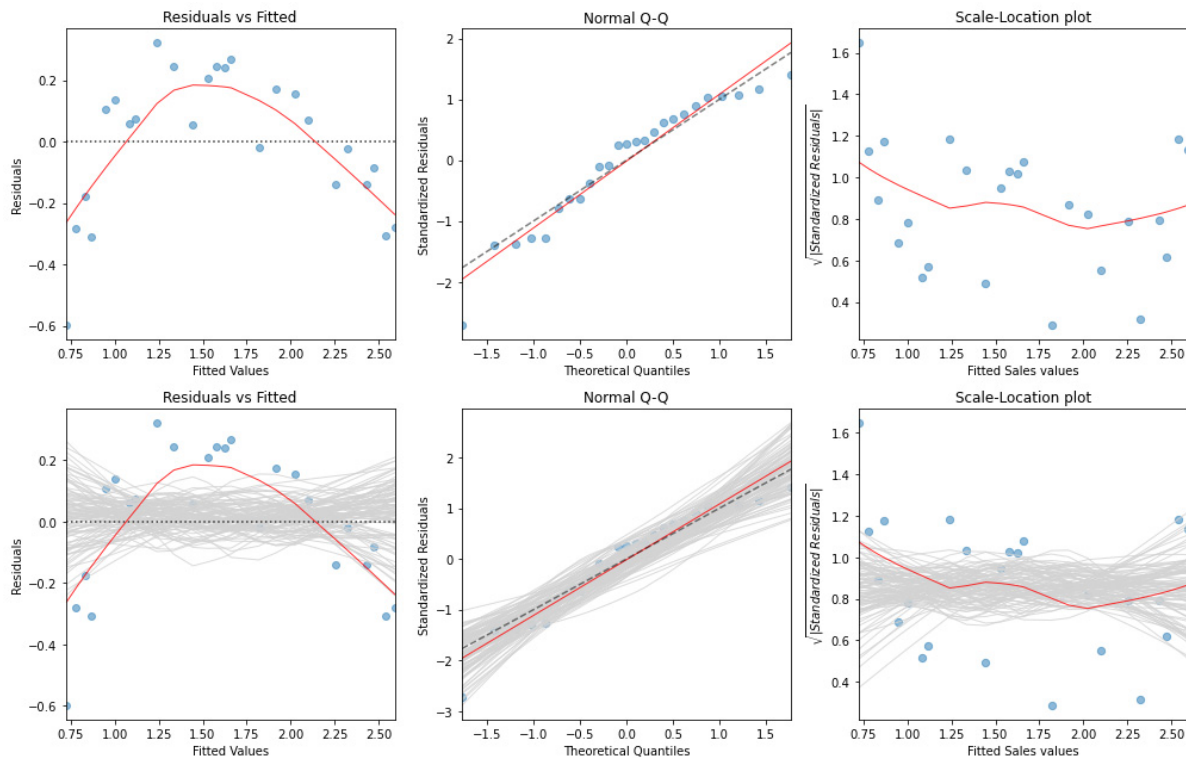 Residuals vs Fitted
Normal Q-Q
Scale-Location plot
Residuals
0.2
0.0
−0.2
−0.4
−0.6
0.75 1.00 1.25 1.50 1.75 2.00 2.25 2.50
Fitted Values
Standardized Residuals
2
1
0
−1
−2
−1.5 −1.0 −0.5 0.0 0.5 1.0 1.5
Theoretical Quantiles
√|Standardized Residuals|
1.6
1.4
1.2
1.0
0.8
0.6
0.4
0.75 1.00 1.25 1.50 1.75 2.00 2.25 2.50
Fitted Sales values
Residuals vs Fitted
Normal Q-Q
Scale-Location plot
Residuals
0.2
0.0
−0.2
−0.4
−0.6
0.75 1.00 1.25 1.50 1.75 2.00 2.25 2.50
Fitted Values
Standardized Residuals
2
1
0
−1
−2
−3
−1.5 −1.0 −0.5 0.0 0.5 1.0 1.5
Theoretical Quantiles
√|Standardized Residuals|
1.6
1.4
1.2
1.0
0.8
0.6
0.4
0.75 1.00 1.25 1.50 1.75 2.00 2.25 2.50
Fitted Sales values